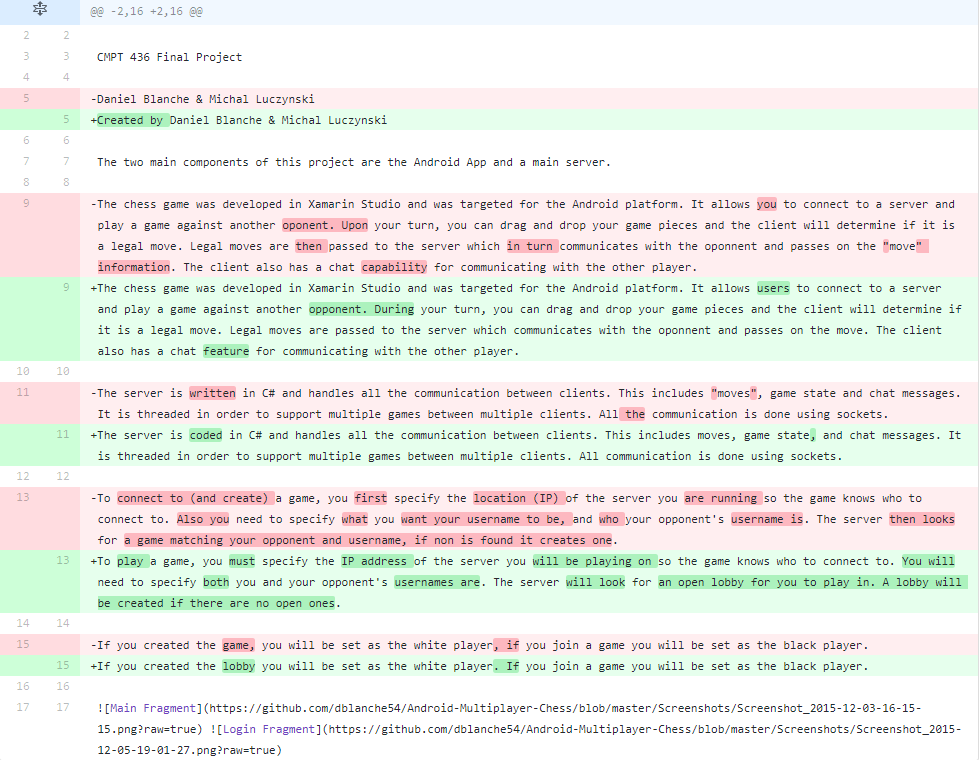 @@ -2,16 +2,16 @@
2 2
3 3 CMPT 436 Final Project
4 4
5 -Daniel Blanche & Michal Luczynski
5 +Created by Daniel Blanche & Michal Luczynski
6 6
7 7 The two main components of this project are the Android App and a main server.
8 8
9 -The chess game was developed in Xamarin Studio and was targeted for the Android platform. It allows you to connect to a server and
play a game against another oponent. Upon your turn, you can drag and drop your game pieces and the client will determine if it is
a legal move. Legal moves are then passed to the server which in turn communicates with the oponnent and passes on the "move"
information. The client also has a chat capability for communicating with the other player.
9 +The chess game was developed in Xamarin Studio and was targeted for the Android platform. It allows users to connect to a server
and play a game against another opponent. During your turn, you can drag and drop your game pieces and the client will determine if
it is a legal move. Legal moves are passed to the server which communicates with the oponnent and passes on the move. The client
also has a chat feature for communicating with the other player.
10 10
11 -The server is written in C# and handles all the communication between clients. This includes "moves", game state and chat messages.
It is threaded in order to support multiple games between multiple clients. All the communication is done using sockets.
11 +The server is coded in C# and handles all the communication between clients. This includes moves, game state, and chat messages. It
is threaded in order to support multiple games between multiple clients. All communication is done using sockets.
12 12
13 -To connect to (and create) a game, you first specify the location (IP) of the server you are running so the game knows who to
connect to. Also you need to specify what you want your username to be, and who your opponent's username is. The server then looks
for a game matching your opponent and username, if non is found it creates one.
13 +To play a game, you must specify the IP address of the server you will be playing on so the game knows who to connect to. You will
need to specify both you and your opponent's usernames are. The server will look for an open lobby for you to play in. A lobby will
be created if there are no open ones.
14 14
15 -If you created the game, you will be set as the white player, if you join a game you will be set as the black player.
15 +If you created the lobby you will be set as the white player. If you join a game you will be set as the black player.
16 16
17 17 ![Main Fragment](https://github.com/dblanche54/Android-Multiplayer-Chess/blob/master/Screenshots/Screenshot_2015-12-03-16-15-
15.png?raw=true) ![Login Fragment](https://github.com/dblanche54/Android-Multiplayer-Chess/blob/master/Screenshots/Screenshot_2015-
12-05-19-01-27.png?raw=true)